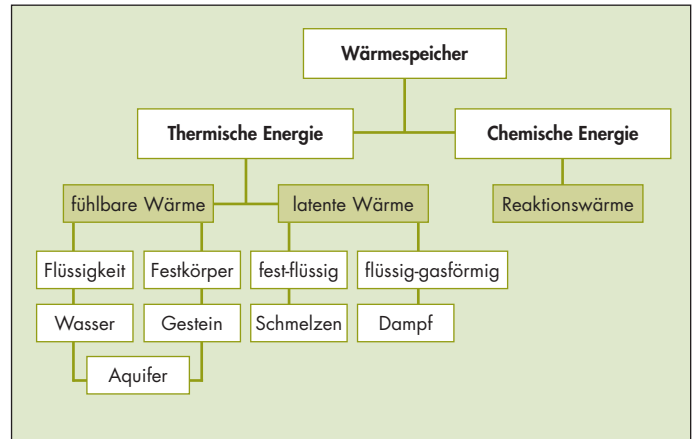 Wärmespeicher
Thermische Energie
Chemische Energie
fühlbare Wärme
latente Wärme
Reaktionswärme
Flüssigkeit
Festkörper
fest-flüssig
flüssig-gasförmig
Wasser
Gestein
Schmelzen
Dampf
Aquifer